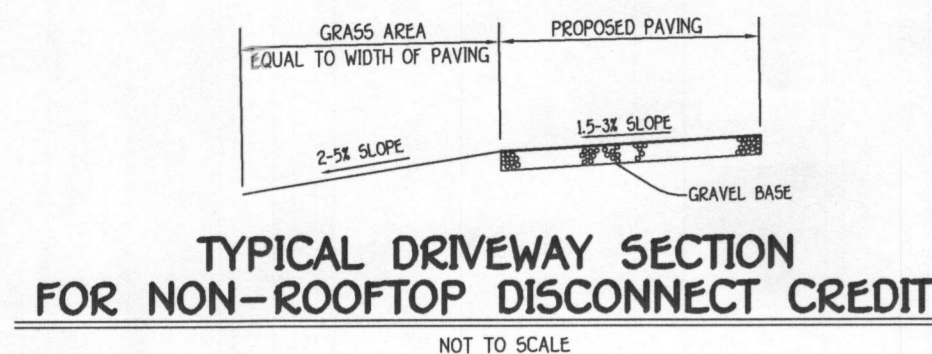 GRASS AREA
EQUAL TO WIDTH OF PAVING
PROPOSED PAVING
2-5% SLOPE
1.5-3% SLOPE
GRAVEL BASE
TYPICAL DRIVEWAY SECTION
FOR NON-ROOFTOP DISCONNECT CREDIT
NOT TO SCALE